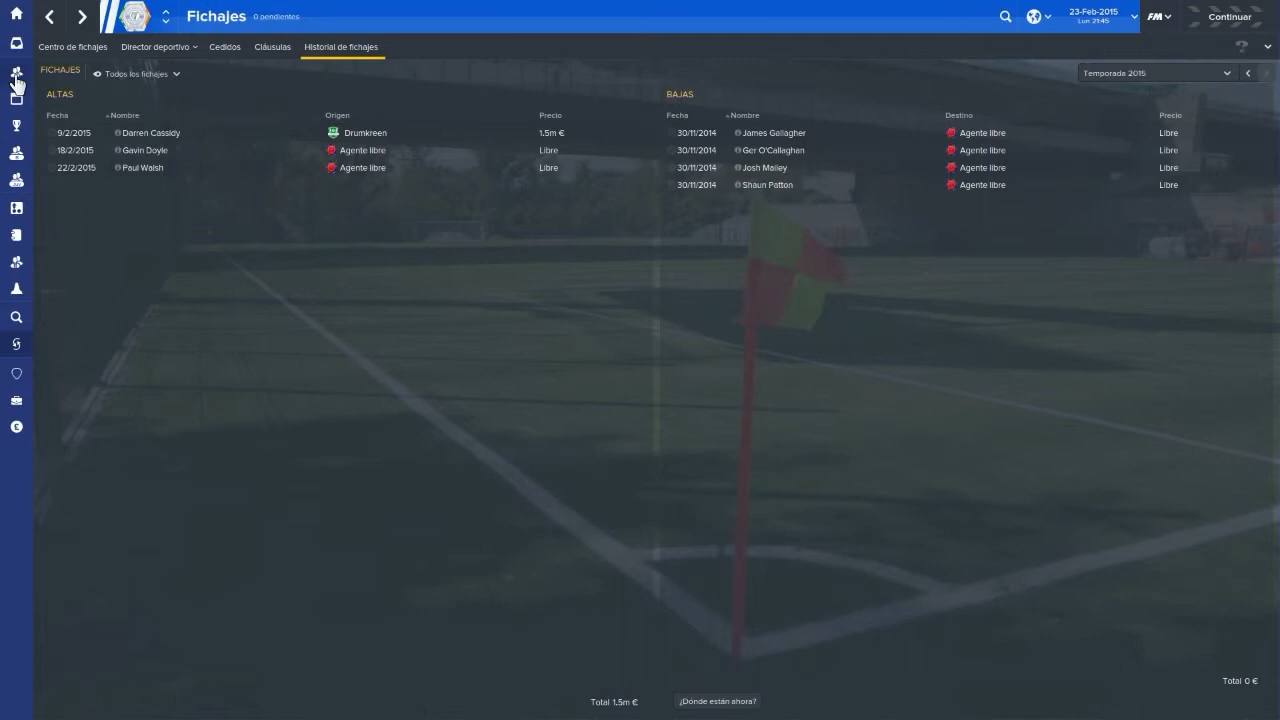 Fichajes 0 pendientes
23-Feb-2015
Lun 21:45
FM
Continuar
Centro de fichajes Director deportivo Cedidos Cláusulas Historial de fichajes
FICHAJES Todos los fichajes
Temporada 2015
ALTAS
Fecha Nombre Origen Precio
9/2/2015 Darren Cassidy Drumkreen 1.5m €
18/2/2015 Gavin Doyle Agente libre Libre
22/2/2015 Paul Walsh Agente libre Libre
BAJAS
Fecha Nombre Destino Precio
30/11/2014 James Gallagher Agente libre Libre
30/11/2014 Ger O'Callaghan Agente libre Libre
30/11/2014 Josh Mailey Agente libre Libre
30/11/2014 Shaun Patton Agente libre Libre
Total 0 €
Total 1.5m €
¿Dónde están ahora?